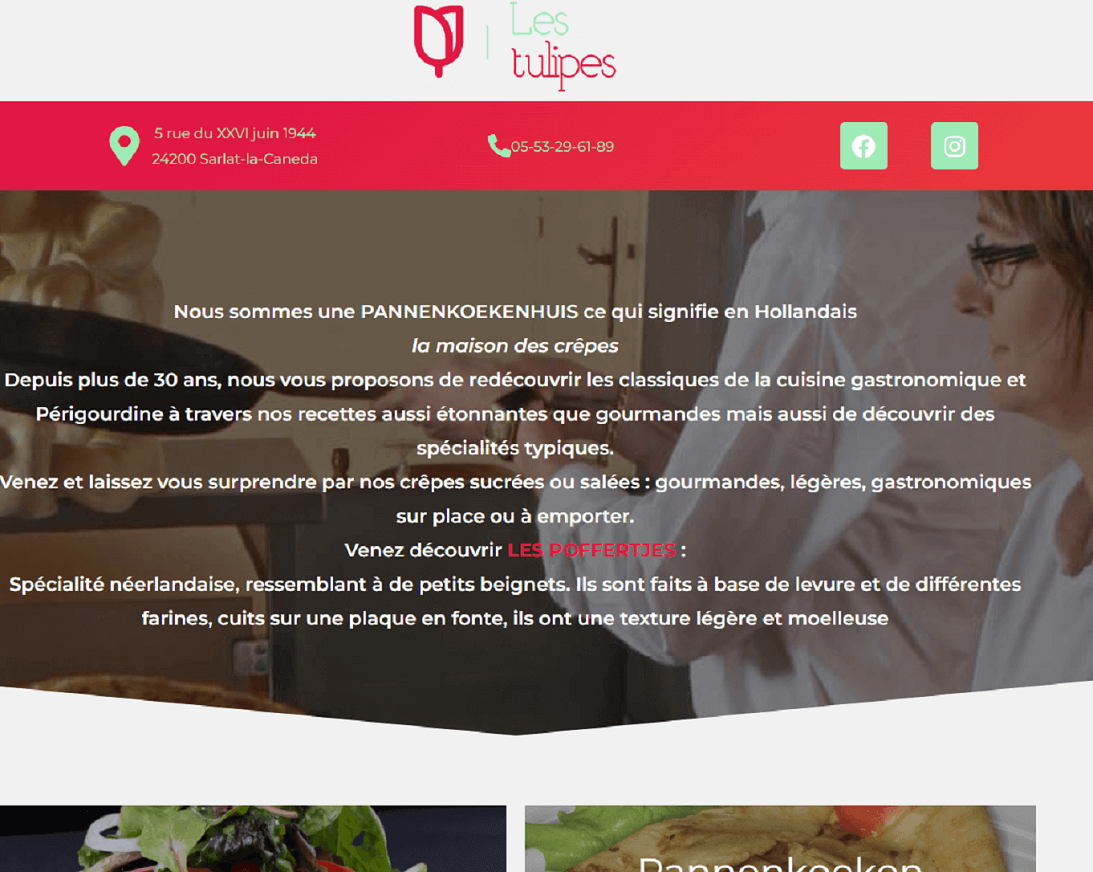 Les
tulipes
5 rue du XXVI juin 1944
24200 Sarlat-la-Caneda
05-53-29-61-89
Nous sommes une PANNENKOEKENHUIS ce qui signifie en Hollandais
la maison des crêpes
Depuis plus de 30 ans, nous vous proposons de redécouvrir les classiques de la cuisine gastronomique et
Périgourdine à travers nos recettes aussi étonnantes que gourmandes mais aussi de découvrir des
spécialités typiques.
Venez et laissez vous surprendre par nos crêpes sucrées ou salées : gourmandes, légères, gastronomiques
sur place ou à emporter.
Venez découvrir LES POFFERTJES :
Spécialité néerlandaise, ressemblant à de petits beignets. Ils sont faits à base de levure et de différentes
farines, cuits sur une plaque en fonte, ils ont une texture légère et moelleuse
Pannenkoeken